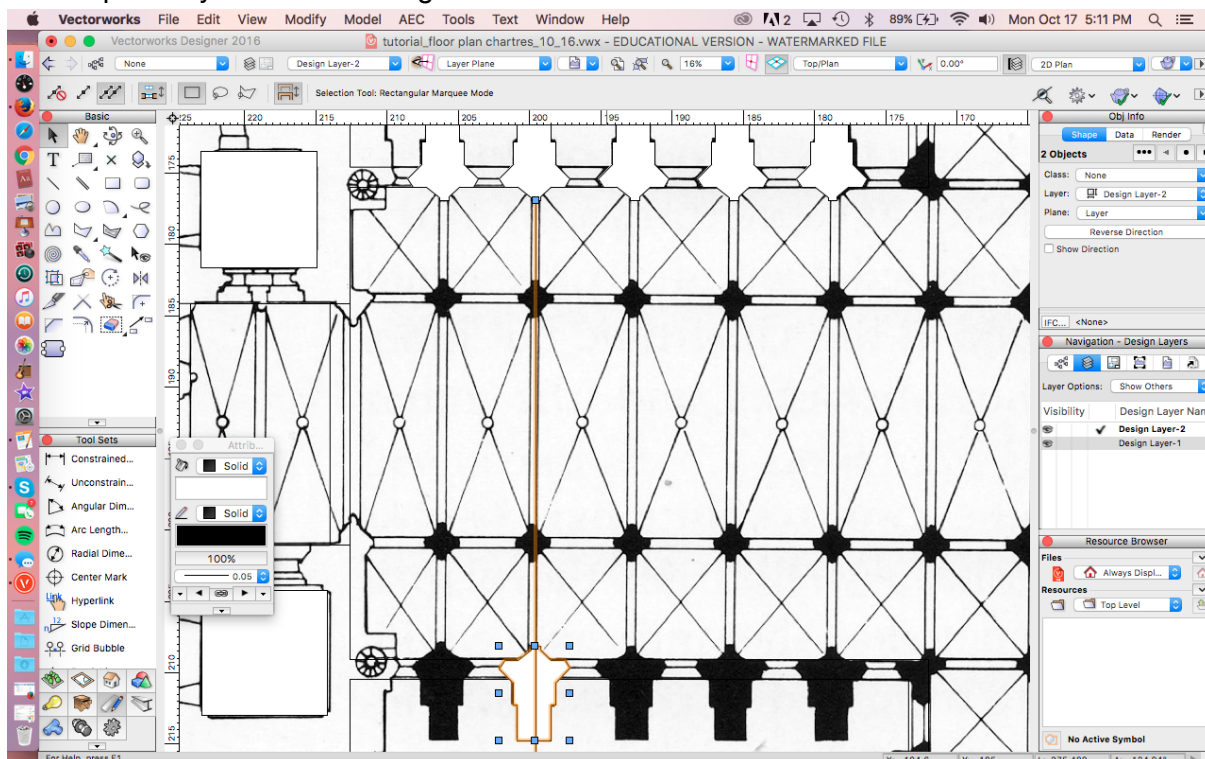 Vectorworks File Edit View Modify Model AEC Tools Text Window Help 2 89% Mon Oct 17 5:11 PM
Vectorworks Designer 2016 tutorial_floor plan chartres_10_16.vwx - EDUCATIONAL VERSION - WATERMARKED FILE
None Design Layer-2 Layer Plane 16% Top/Plan 0.00° 2D Plan
Selection Tool: Rectangular Marquee Mode
Basic
225 220 215 210 205 200 195 190 185 180 175 170
175
180
185
190
210
215
Obj Info
Shape Data Render
2 Objects
Class: None
Layer: Design Layer-2
Plane: Layer
Reverse Direction
Show Direction
IFC... <None>
Navigation - Design Layers
Layer Options: Show Others
Visibility Design Layer Nam
Design Layer-2
Design Layer-1
Tool Sets
Constrained...
Unconstrain...
Angular Dim...
Arc Length...
Radial Dime...
Center Mark
Hyperlink
Slope Dimen...
Grid Bubble
Attrib...
Solid
Solid
100%
0.05
Resource Browser
Files
Always Displ...
Resources
Top Level
No Active Symbol